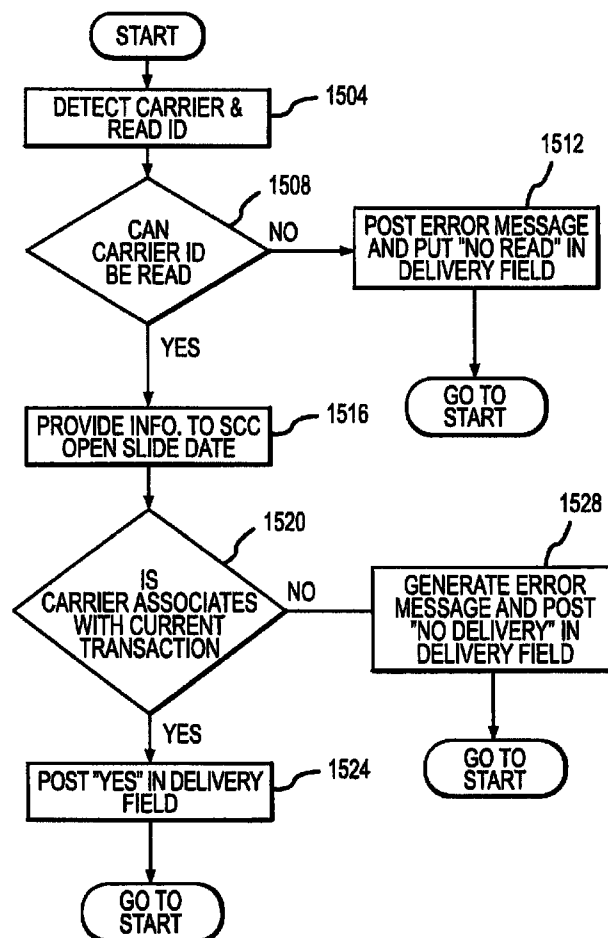 START
DETECT CARRIER &
READ ID
1504
CAN
CARRIER ID
BE READ
1508
NO
POST ERROR MESSAGE
AND PUT "NO READ" IN
DELIVERY FIELD
1512
GO TO
START
YES
PROVIDE INFO. TO SCC
OPEN SLIDE DATE
1516
IS
CARRIER ASSOCIATES
WITH CURRENT
TRANSACTION
1520
NO
GENERATE ERROR
MESSAGE AND POST
"NO DELIVERY" IN
DELIVERY FIELD
1528
GO TO
START
YES
POST "YES" IN DELIVERY
FIELD
1524
GO TO
START